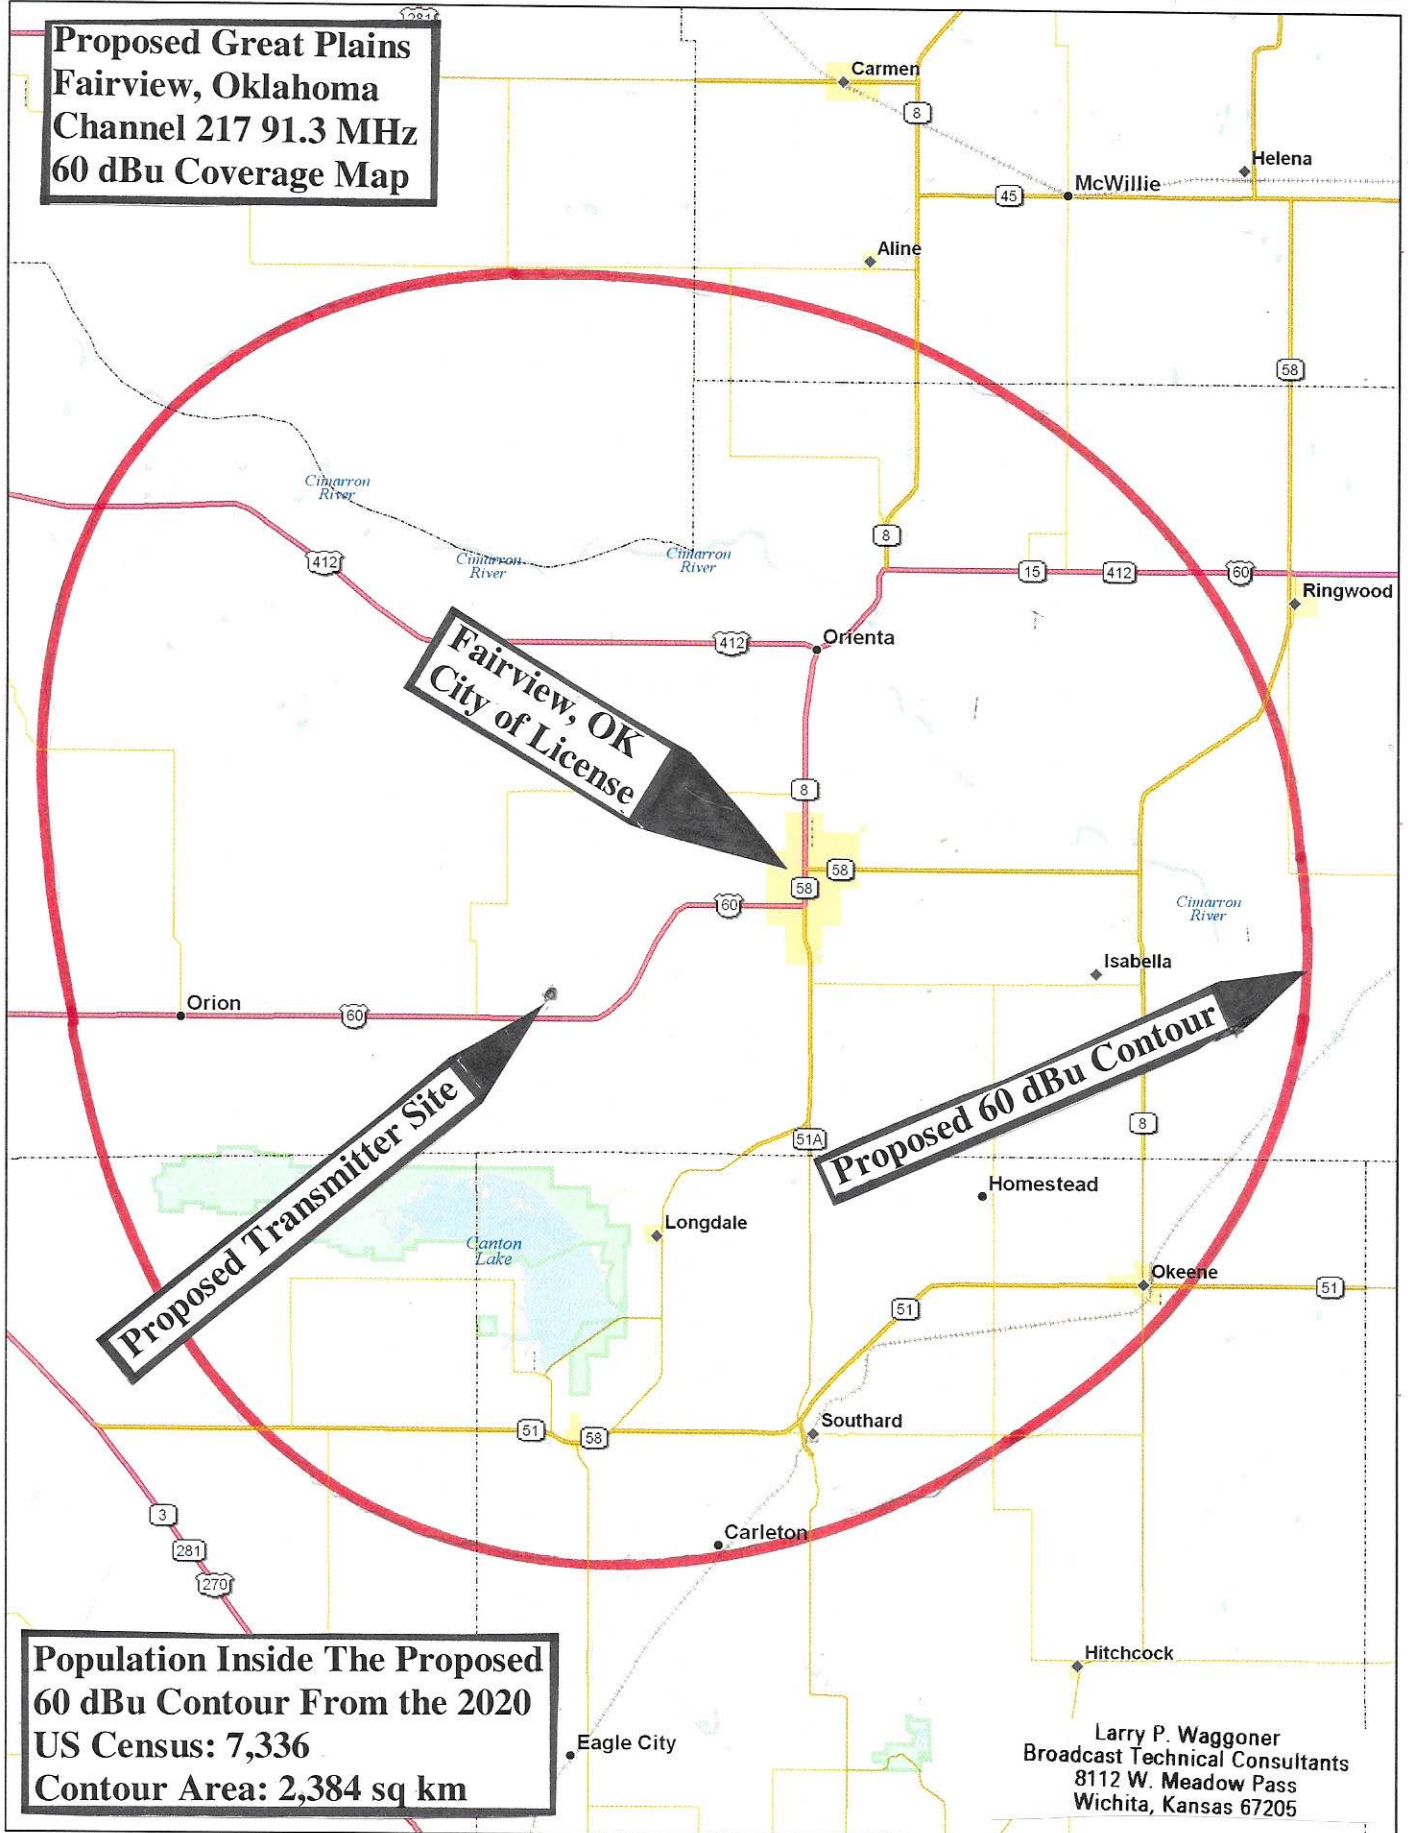 281
Proposed Great Plains
Fairview, Oklahoma
Channel 217 91.3 MHz
60 dBu Coverage Map
Carmen
8
Helena
McWillie
45
Aline
58
Cimarron
River
412
Cimarron
River
Cimarron
River
8
15
412
60
Ringwood
412
Orienta
Fairview, OK
City of License
8
58
58
60
Cimarron
River
Isabella
Orion
60
Proposed 60 dBu Contour
Proposed Transmitter Site
8
51A
Homestead
Longdale
Canton
Lake
Okeene
51
51
51
58
Southard
3
281
270
Carleton
Population Inside The Proposed
60 dBu Contour From the 2020
US Census: 7,336
Contour Area: 2,384 sq km
Hitchcock
Eagle City
Larry P. Waggoner
Broadcast Technical Consultants
8112 W. Meadow Pass
Wichita, Kansas 67205